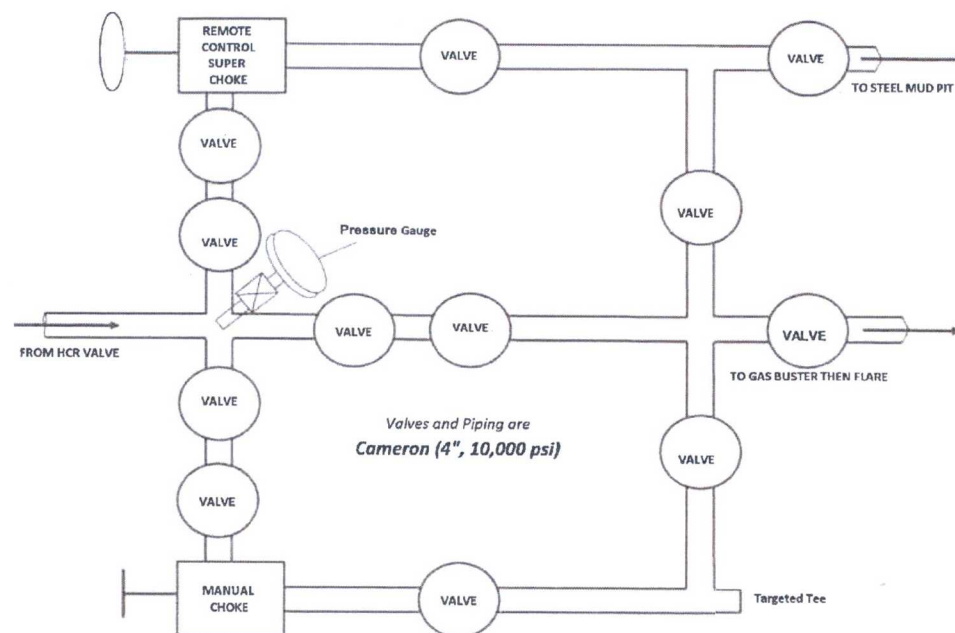 REMOTE
CONTROL
SUPER
CHOKE
VALVE
VALVE
TO STEEL MUD PIT
VALVE
VALVE
VALVE
Pressure Gauge
VALVE
VALVE
VALVE
FROM HCR VALVE
TO GAS BUSTER THEN FLARE
VALVE
Valves and Piping are
Cameron (4", 10,000 psi)
VALVE
VALVE
MANUAL
CHOKE
VALVE
Targeted Tee